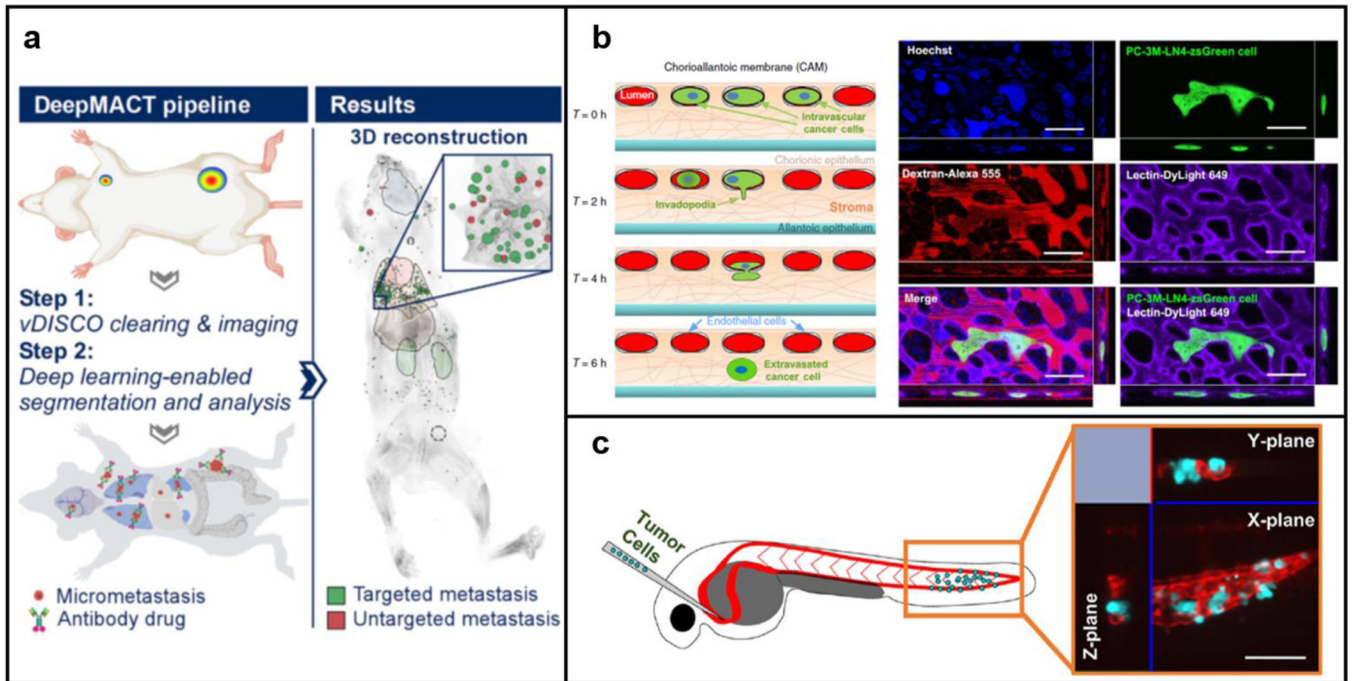 a
DeepMACT pipeline
Step 1:
vDISCO clearing & imaging
Step 2:
Deep learning-enabled
segmentation and analysis
Micrometastasis
Antibody drug
Results
3D reconstruction
Targeted metastasis
Untargeted metastasis
b
Chorioallantoic membrane (CAM)
T = 0 h
Lumen
Intravascular
cancer cells
Chorionic epithelium
T = 2 h
Invadopodia
Stroma
Allantoic epithelium
T = 4 h
Endothelial cells
T = 6 h
Extravasated
cancer cell
Hoechst
PC-3M-LN4-zsGreen cell
Dextran-Alexa 555
Lectin-DyLight 649
Merge
PC-3M-LN4-zsGreen cell
Lectin-DyLight 649
c
Tumor
Cells
Y-plane
X-plane
Z-plane